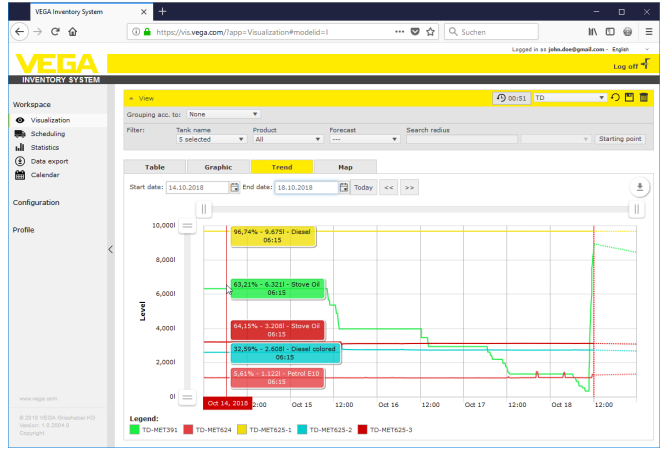 VEGA Inventory System
https://vis.vega.com/?app=Visualization#modelid=1
Suchen
Logged in as john.doe@gmail.com - English
VEGA
Log off
INVENTORY SYSTEM
Workspace
Visualization
Scheduling
Statistics
Data export
Calendar
Configuration
Profile
View
00:51
TD
Grouping acc. to: None
Filter:
Tank name
Product
Forecast
Search radius
5 selected
All
---
Starting point
Table
Graphic
Trend
Map
Start date: 14.10.2018
End date: 18.10.2018
Today
<<
>>
Level
10,000l
8,000l
6,000l
4,000l
2,000l
0l
96,74% - 9.675l - Diesel
06:15
63,21% - 6.321l - Stove Oil
06:15
64,15% - 3.208l - Stove Oil
06:15
32,59% - 2.608l - Diesel colored
06:15
5,61% - 1.122l - Petrol E10
06:15
Oct 14, 2018
2:00
Oct 15
12:00
Oct 16
12:00
Oct 17
12:00
Oct 18
12:00
Legend:
TD-MET391
TD-MET624
TD-MET625-1
TD-MET625-2
TD-MET625-3
www.vega.com
© 2018 VEGA Grieshaber KG
Copyright